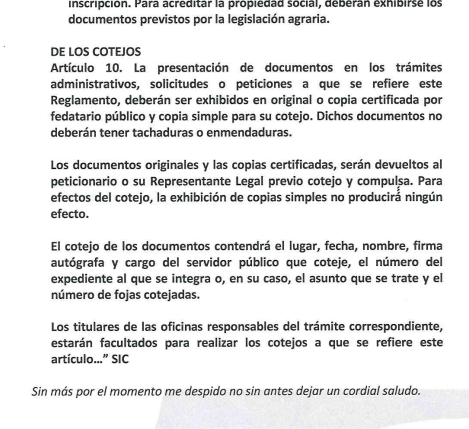 inscripción. Para acreditar la propiedad social, deberán exhibirse los
documentos previstos por la legislación agraria.
DE LOS COTEJOS
Artículo 10. La presentación de documentos en los trámites
administrativos, solicitudes o peticiones a que se refiere este
Reglamento, deberán ser exhibidos en original o copia certificada por
fedatario público y copia simple para su cotejo. Dichos documentos no
deberán tener tachaduras o enmendaduras.
Los documentos originales y las copias certificadas, serán devueltos al
peticionario o su Representante Legal previo cotejo y compulsa. Para
efectos del cotejo, la exhibición de copias simples no producirá ningún
efecto.
El cotejo de los documentos contendrá el lugar, fecha, nombre, firma
autógrafa y cargo del servidor público que coteje, el número del
expediente al que se integra o, en su caso, el asunto que se trate y el
número de fojas cotejadas.
Los titulares de las oficinas responsables del trámite correspondiente,
estarán facultados para realizar los cotejos a que se refiere este
artículo..." SIC
Sin más por el momento me despido no sin antes dejar un cordial saludo.